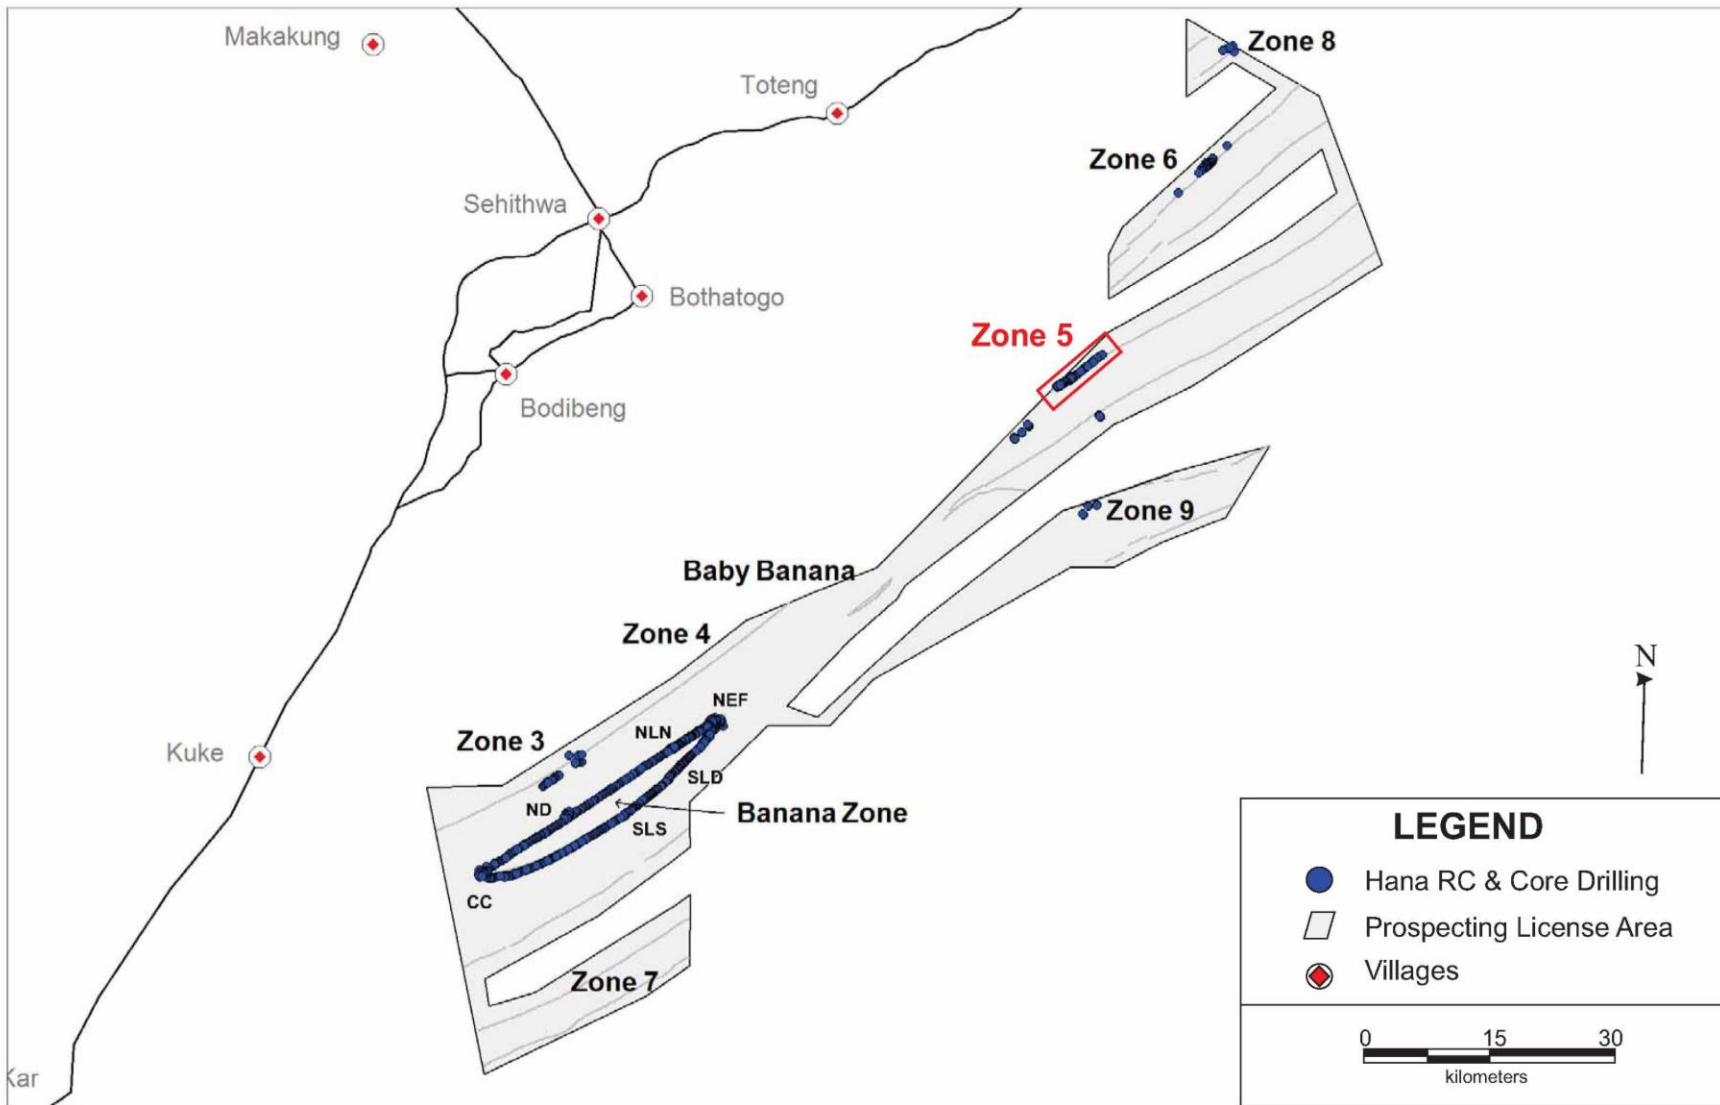 Makakung
Zone 8
Toteng
Zone 6
Sehithwa
Bothatogo
Zone 5
Bodibeng
Zone 9
Baby Banana
Zone 4
N
NEF
NLN
Zone 3
Kuke
SLD
ND
Banana Zone
SLS
CC
Zone 7
LEGEND
Hana RC & Core Drilling
Prospecting License Area
Villages
0 15 30
kilometers
Kar